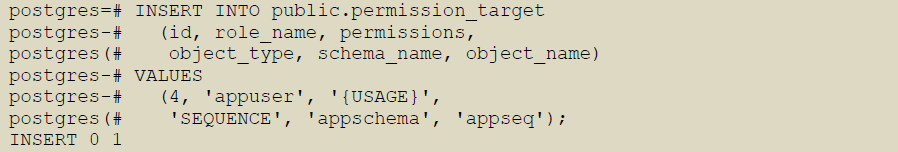 postgres=# INSERT INTO public.permission_target
postgres-#   (id, role_name, permissions,
postgres(#    object_type, schema_name, object_name)
postgres-# VALUES
postgres-#   (4, 'appuser', '{USAGE}',
postgres(#    'SEQUENCE', 'appschema', 'appseq');
INSERT 0 1